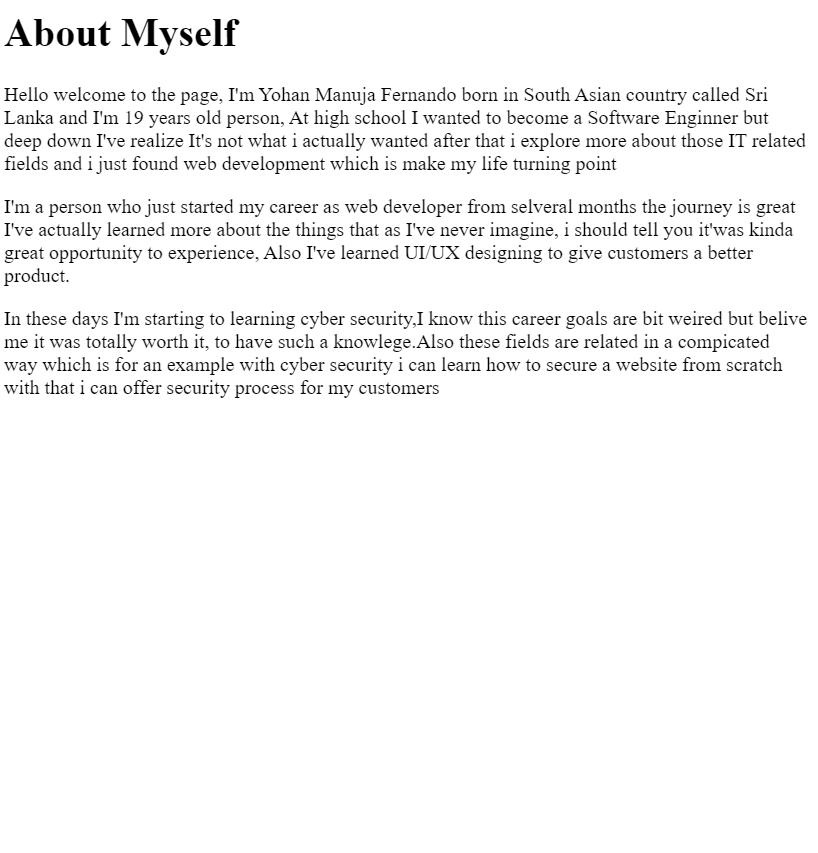 About Myself
Hello welcome to the page, I'm Yohan Manuja Fernando born in South Asian country called Sri
Lanka and I'm 19 years old person, At high school I wanted to become a Software Enginner but
deep down I've realize It's not what i actually wanted after that i explore more about those IT related
fields and i just found web development which is make my life turning point
I'm a person who just started my career as web developer from selveral months the journey is great
I've actually learned more about the things that as I've never imagine, i should tell you it'was kinda
great opportunity to experience, Also I've learned UI/UX designing to give customers a better
product.
In these days I'm starting to learning cyber security,I know this career goals are bit weired but belive
me it was totally worth it, to have such a knowlege.Also these fields are related in a compicated
way which is for an example with cyber security i can learn how to secure a website from scratch
with that i can offer security process for my customers